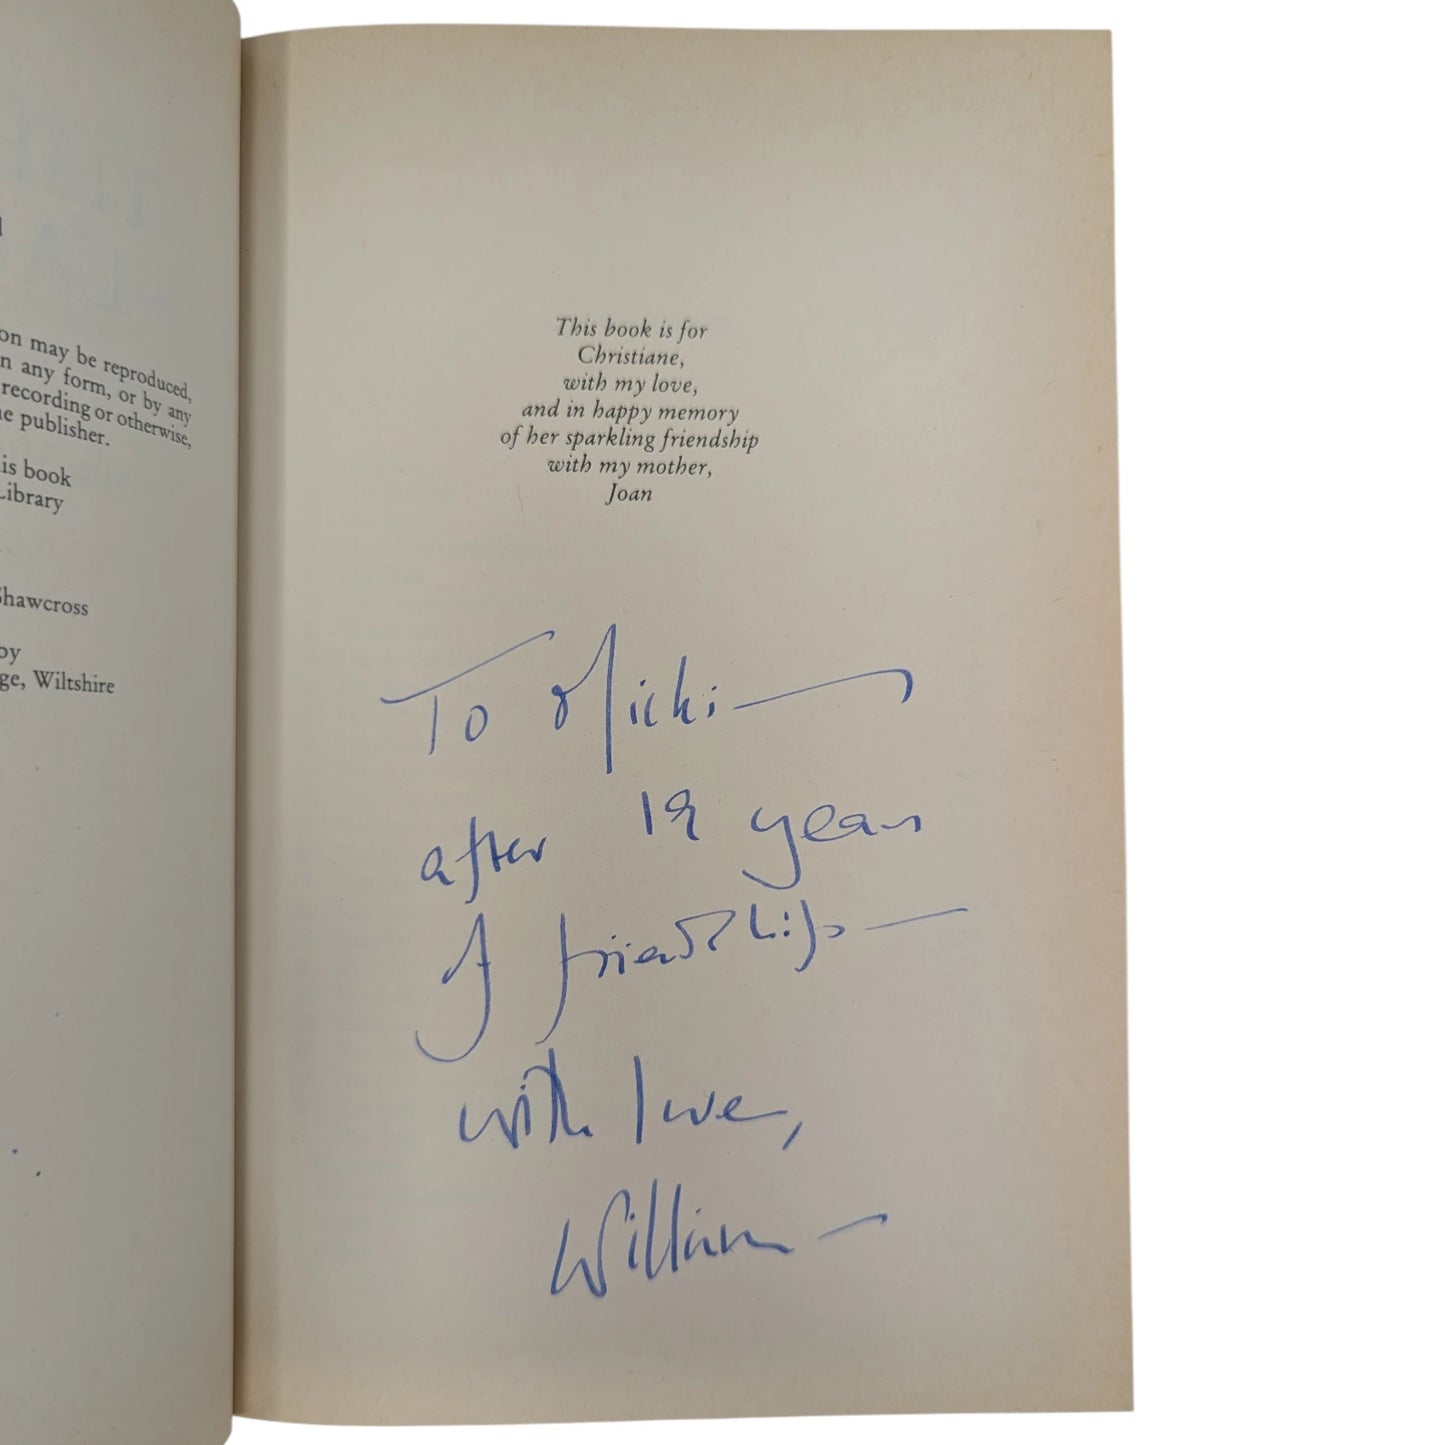 on may be reproduced,
n any form, or by any
recording or otherwise,
e publisher.
is book
Library
Shawcross
by
ge, Wiltshire
This book is for
Christiane,
with my love,
and in happy memory
of her sparkling friendship
with my mother,
Joan
To Micki
after 19 years
of friendship
with love,
William